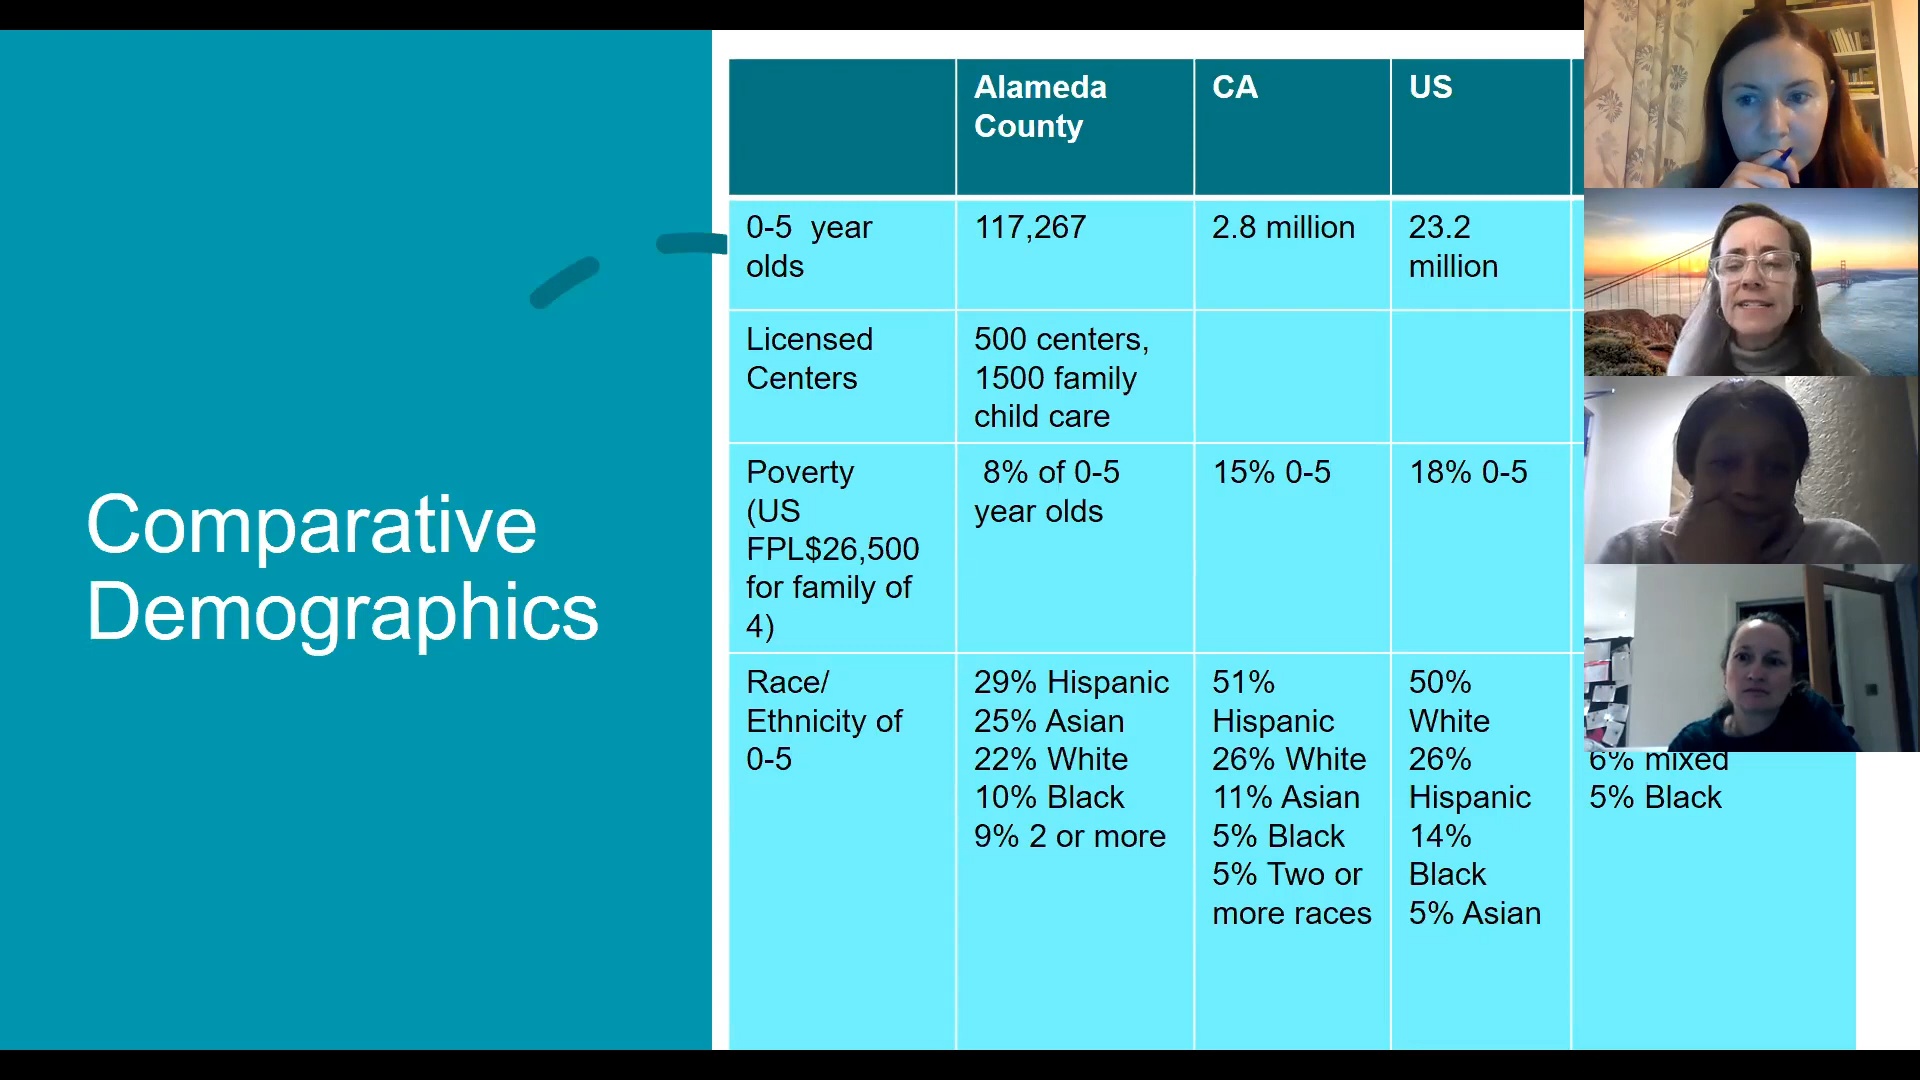 Comparative
Demographics
Alameda
County
CA
US
0-5  year
olds
117,267
2.8 million
23.2
million
Licensed
Centers
500 centers,
1500 family
child care
Poverty
(US
FPL$26,500
for family of
4)
8% of 0-5
year olds
15% 0-5
18% 0-5
Race/
Ethnicity of
0-5
29% Hispanic
25% Asian
22% White
10% Black
9% 2 or more
51%
Hispanic
26% White
11% Asian
5% Black
5% Two or
more races
50%
White
26%
Hispanic
14%
Black
5% Asian
6% mixed
5% Black